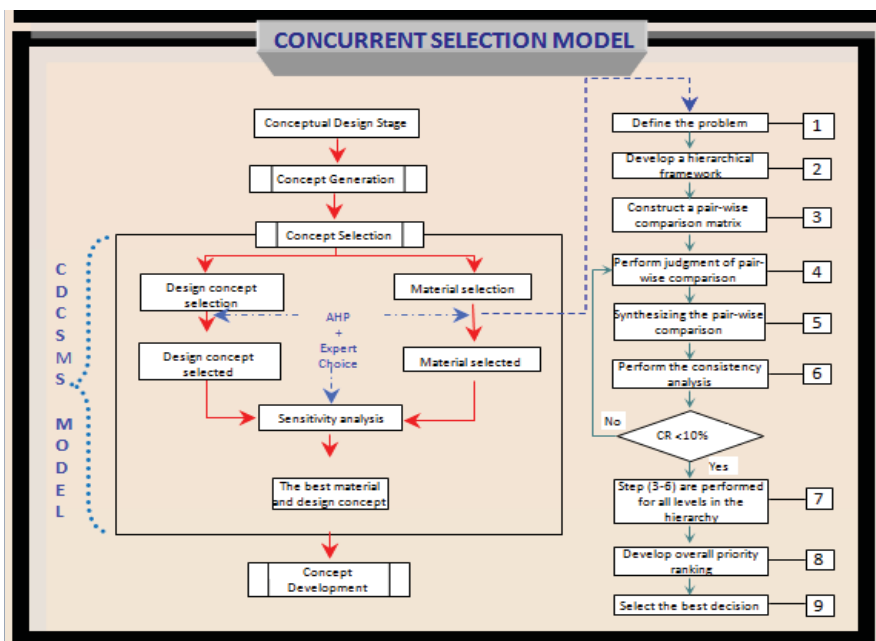 CONCURRENT SELECTION MODEL
Conceptual Design Stage
Concept Generation
Concept Selection
Design concept
selection
Material selection
AHP
+
Expert
Choice
Design concept
selected
Material selected
Sensitivity analysis
The best material
and design concept
Concept
Development
C
D
C
S
M
S
M
O
D
E
L
Define the problem
1
Develop a hierarchical
framework
2
Construct a pair-wise
comparison matrix
3
Perform judgment of pair-
wise comparison
4
Synthesizing the pair-wise
comparison
5
Perform the consistency
analysis
6
No
CR <10%
Yes
Step (3-6) are performed
for all levels in the
hierarchy
7
Develop overall priority
ranking
8
Select the best decision
9